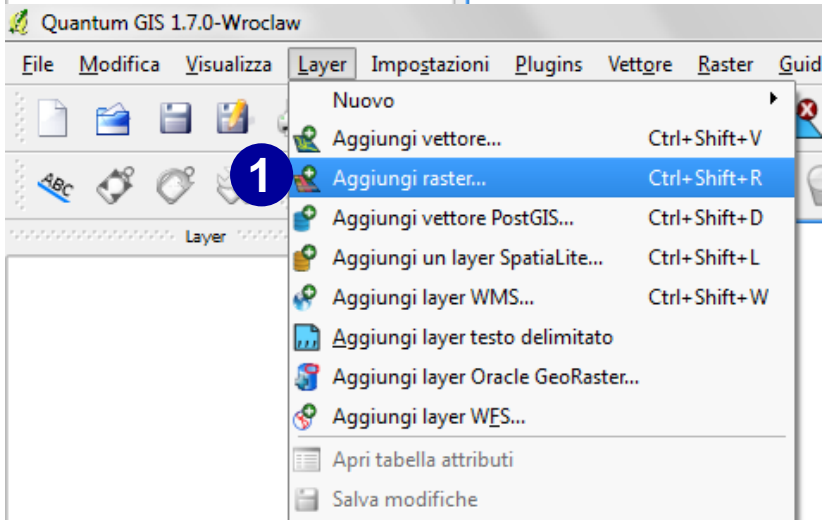 Quantum GIS 1.7.0-Wroclaw
File Modifica Visualizza Layer Impostazioni Plugins Vettore Raster Guid
Nuovo
Aggiungi vettore... Ctrl+Shift+V
ABC
1 Aggiungi raster... Ctrl+Shift+R
Aggiungi vettore PostGIS... Ctrl+Shift+D
Layer
Aggiungi un layer SpatiaLite... Ctrl+Shift+L
Aggiungi layer WMS... Ctrl+Shift+W
Aggiungi layer testo delimitato
Aggiungi layer Oracle GeoRaster...
Aggiungi layer WFS...
Apri tabella attributi
Salva modifiche